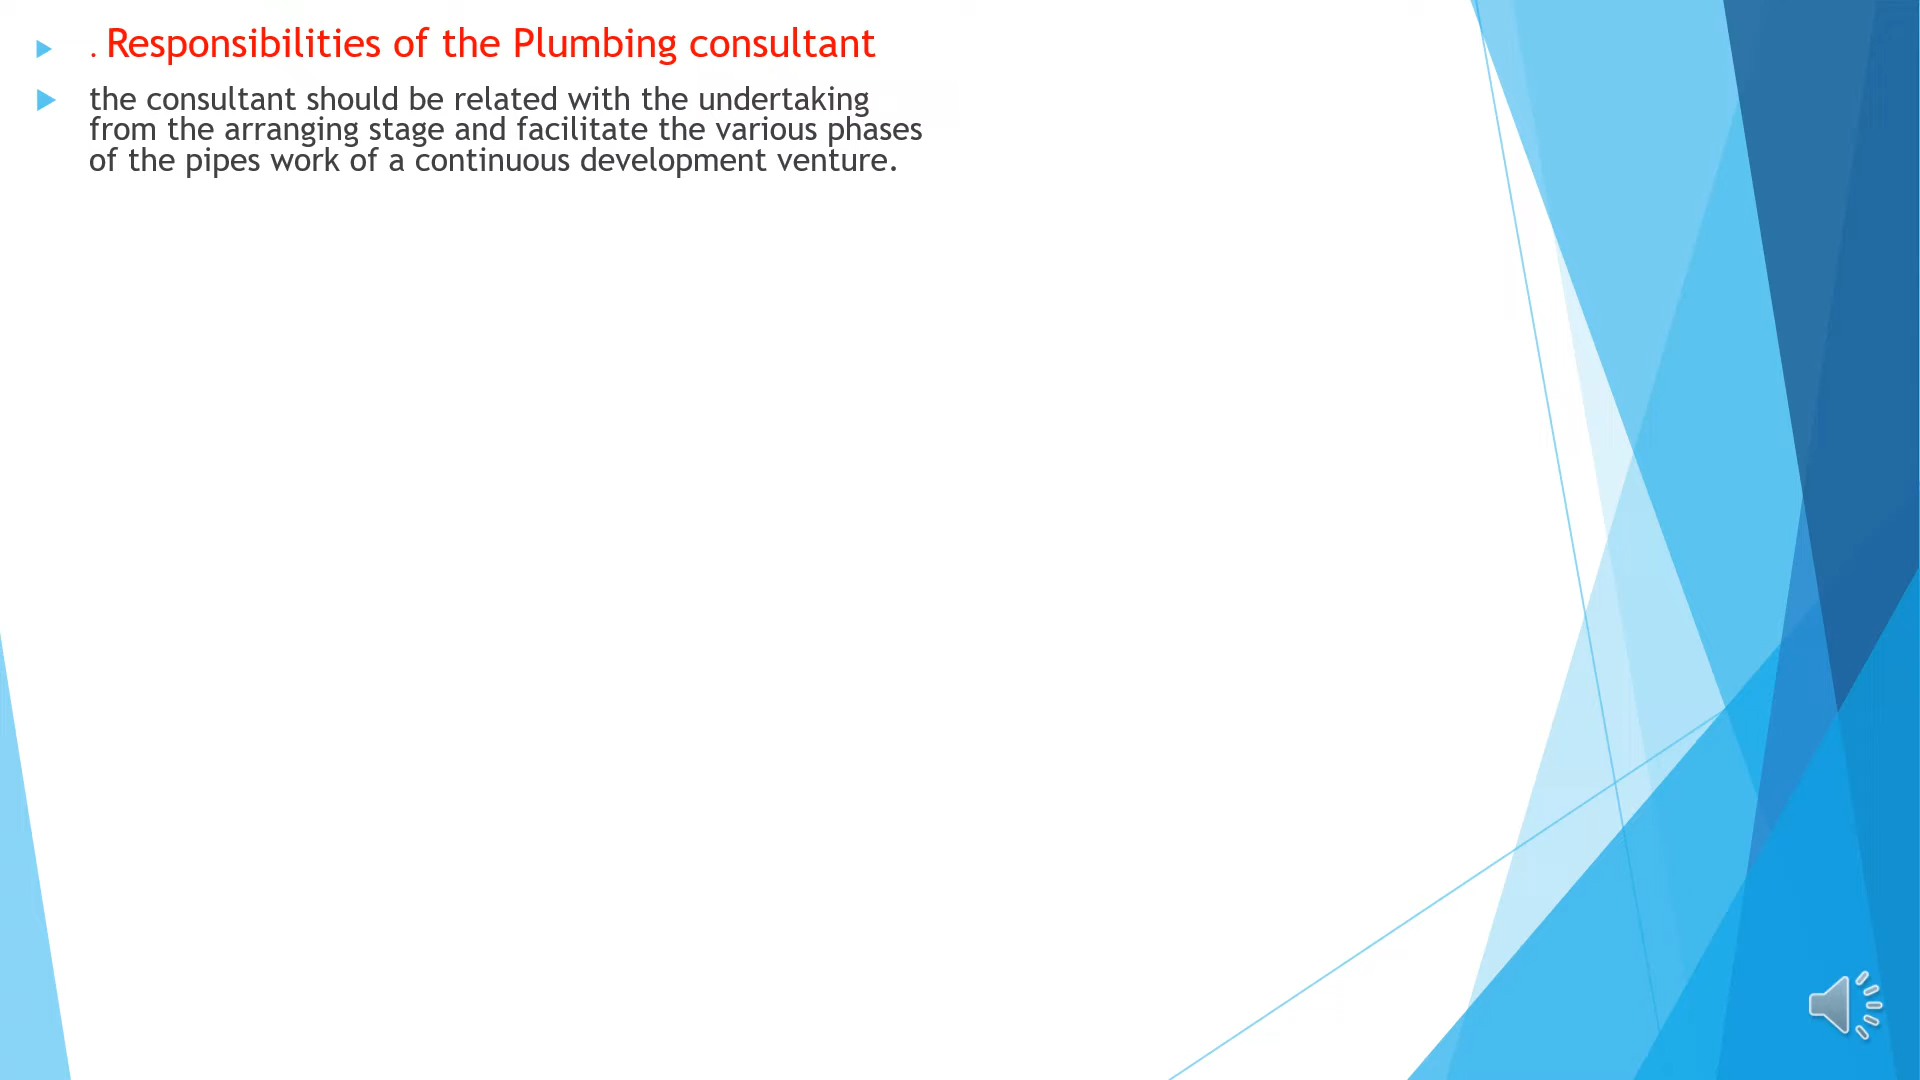 . Responsibilities of the Plumbing consultant
the consultant should be related with the undertaking
from the arranging stage and facilitate the various phases
of the pipes work of a continuous development venture.